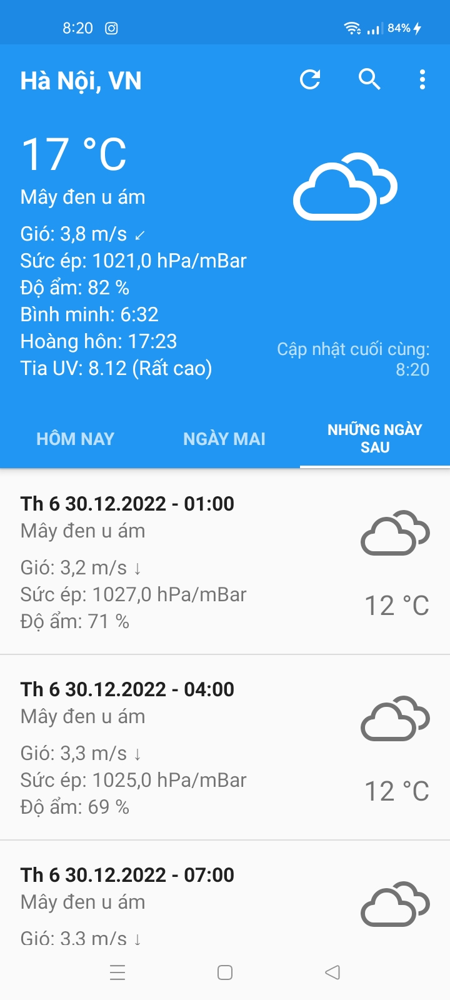 8:20
84%
Hà Nội, VN
17 °C
Mây đen u ám
Gió: 3,8 m/s ↙
Sức ép: 1021,0 hPa/mBar
Độ ẩm: 82 %
Bình minh: 6:32
Hoàng hôn: 17:23
Tia UV: 8.12 (Rất cao)
Cập nhật cuối cùng:
8:20
HÔM NAY
NGÀY MAI
NHỮNG NGÀY
SAU
Th 6 30.12.2022 - 01:00
Mây đen u ám
Gió: 3,2 m/s ↓
Sức ép: 1027,0 hPa/mBar
Độ ẩm: 71 %
12 °C
Th 6 30.12.2022 - 04:00
Mây đen u ám
Gió: 3,3 m/s ↓
Sức ép: 1025,0 hPa/mBar
Độ ẩm: 69 %
12 °C
Th 6 30.12.2022 - 07:00
Mây đen u ám
Gió: 3,3 m/s ↓